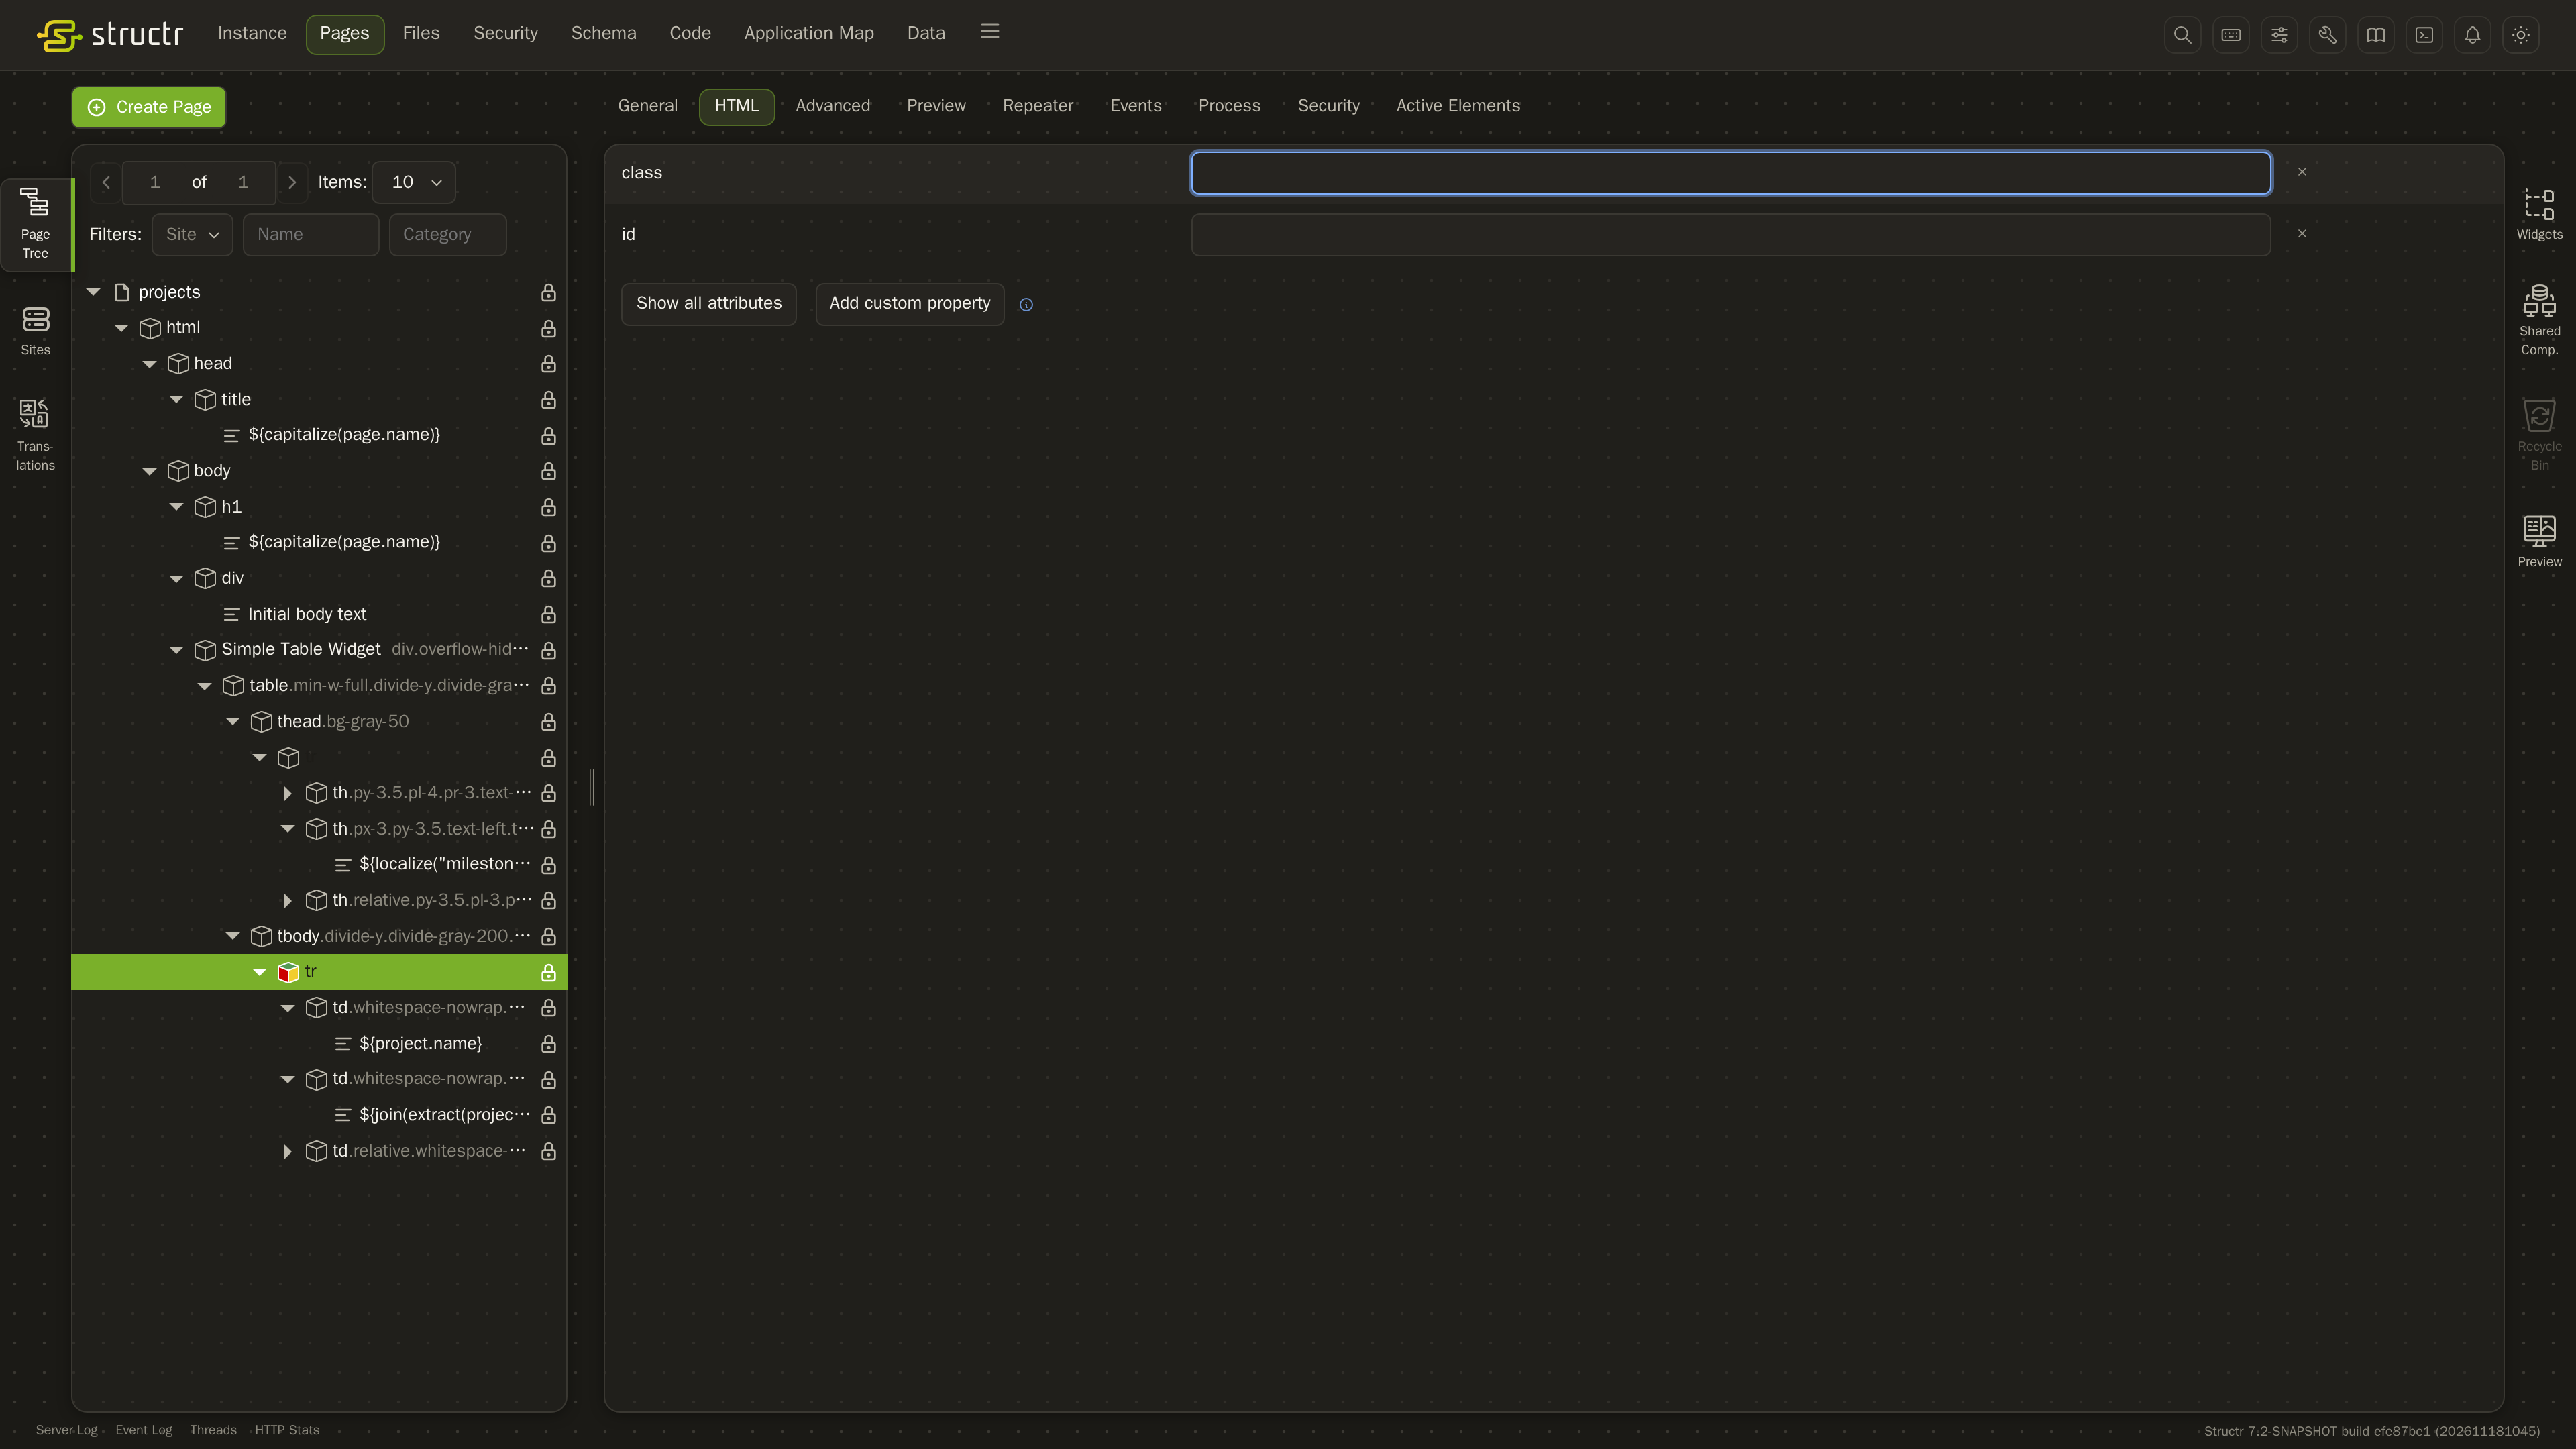 structr Instance Pages Files Security Schema Code Application Map Data
Create Page
General HTML Advanced Preview Repeater Events Process Security Active Elements
1 of 1 Items: 10
Filters: Site Name Category
Page
Tree
Sites
Trans-
lations
projects
html
head
title
${capitalize(page.name)}
body
h1
${capitalize(page.name)}
div
Initial body text
Simple Table Widget div.overflow-hid···
table.min-w-full.divide-y.divide-gra···
thead.bg-gray-50
th.py-3.5.pl-4.pr-3.text-···
th.px-3.py-3.5.text-left.t···
${localize("mileston···
th.relative.py-3.5.pl-3.p···
tbody.divide-y.divide-gray-200.···
tr
td.whitespace-nowrap.···
${project.name}
td.whitespace-nowrap.···
${join(extract(projec···
td.relative.whitespace-···
class
id
Show all attributes Add custom property
Widgets
Shared
Comp.
Recycle
Bin
Preview
Server Log Event Log Threads HTTP Stats
Structr 7.2-SNAPSHOT build efe87be1 (202611181045)